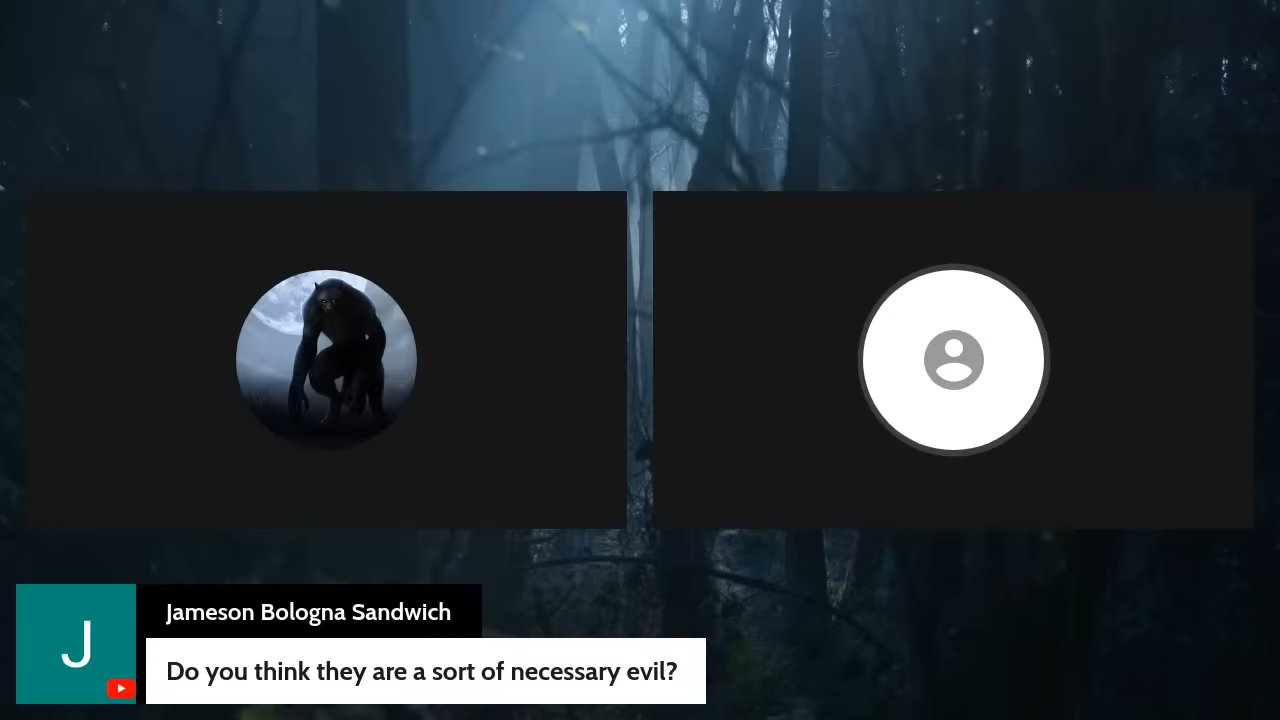 Jameson Bologna Sandwich
J
Do you think they are a sort of necessary evil?